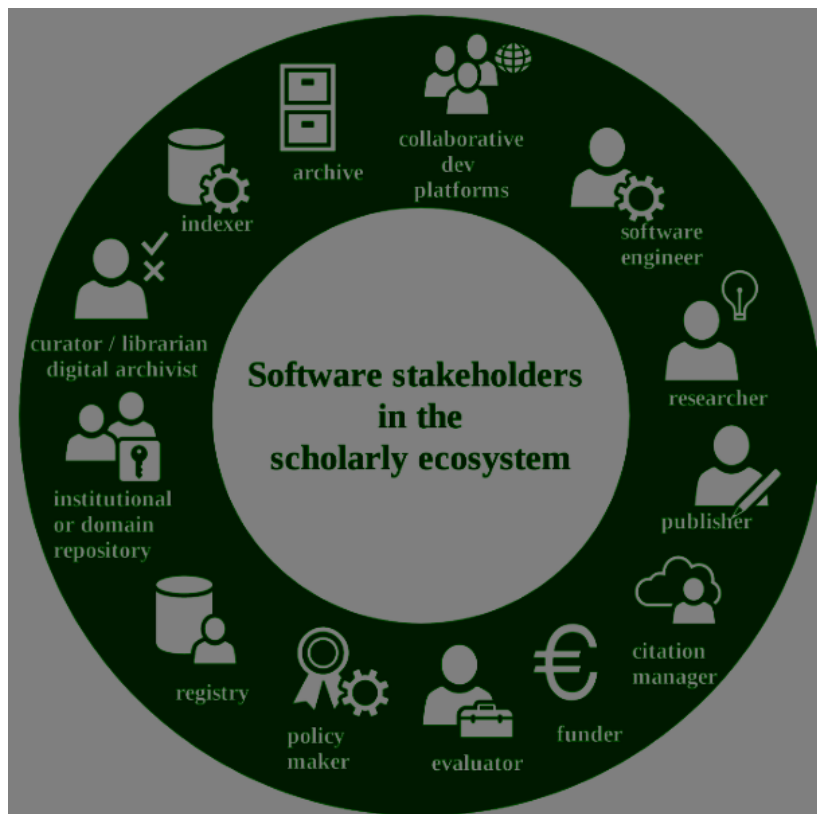 Software stakeholders
in the
scholarly ecosystem
collaborative
dev
platforms
software
engineer
researcher
publisher
citation
manager
funder
evaluator
policy
maker
registry
institutional
or domain
repository
curator / librarian
digital archivist
indexer
archive